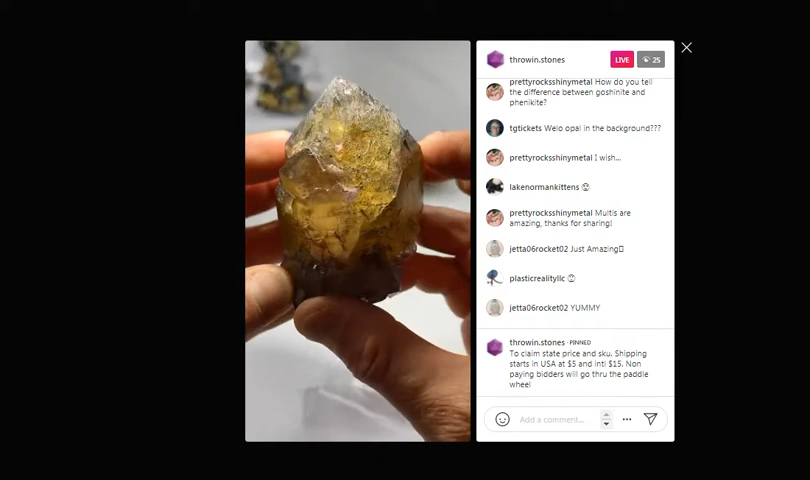 throwin.stones
LIVE
25
prettyrocksshinymetal How do you tell
the difference between goshinite and
phenikite?
tgtickets Welo opal in the background???
prettyrocksshinymetal I wish...
lakenormankittens
prettyrocksshinymetal Multis are
amazing, thanks for sharing!
jetta06rocket02 Just Amazing
plasticrealityllc
jetta06rocket02 YUMMY
throwin.stones · PINNED
To claim state price and sku. Shipping
starts in USA at $5 and intl $15. Non
paying bidders will go thru the paddle
wheel
Add a comment...